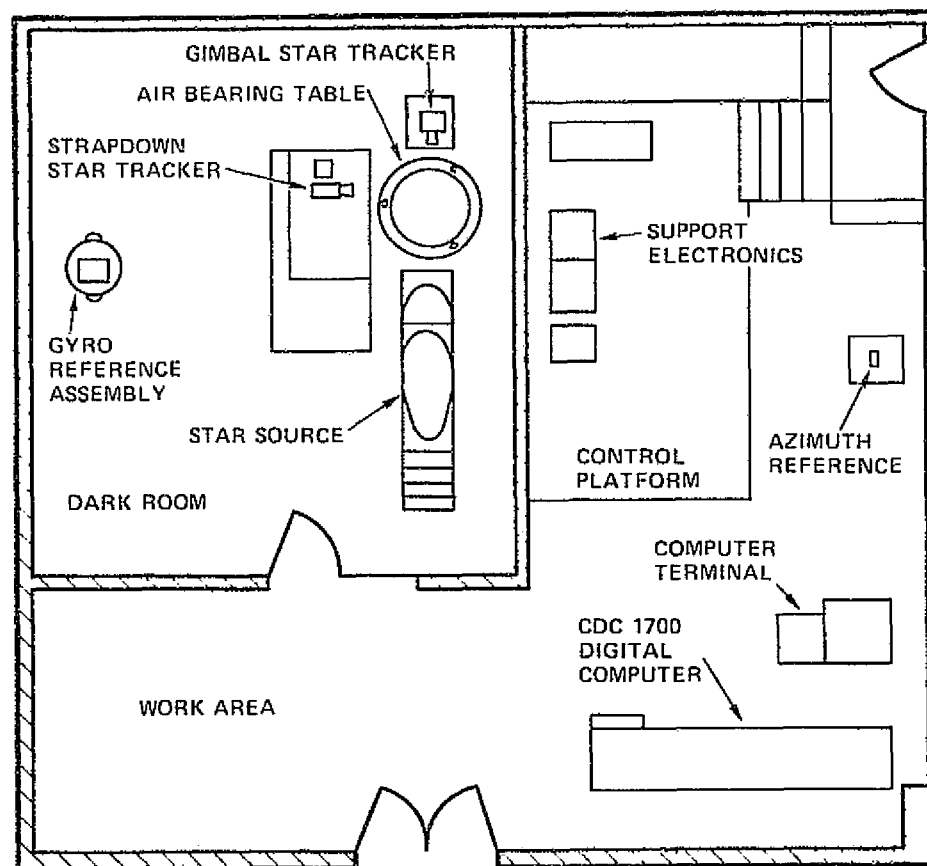 GIMBAL STAR TRACKER
AIR BEARING TABLE
STRAPDOWN
STAR TRACKER
SUPPORT
ELECTRONICS
GYRO
REFERENCE
ASSEMBLY
STAR SOURCE
AZIMUTH
REFERENCE
CONTROL
PLATFORM
DARK ROOM
COMPUTER
TERMINAL
CDC 1700
DIGITAL
COMPUTER
WORK AREA